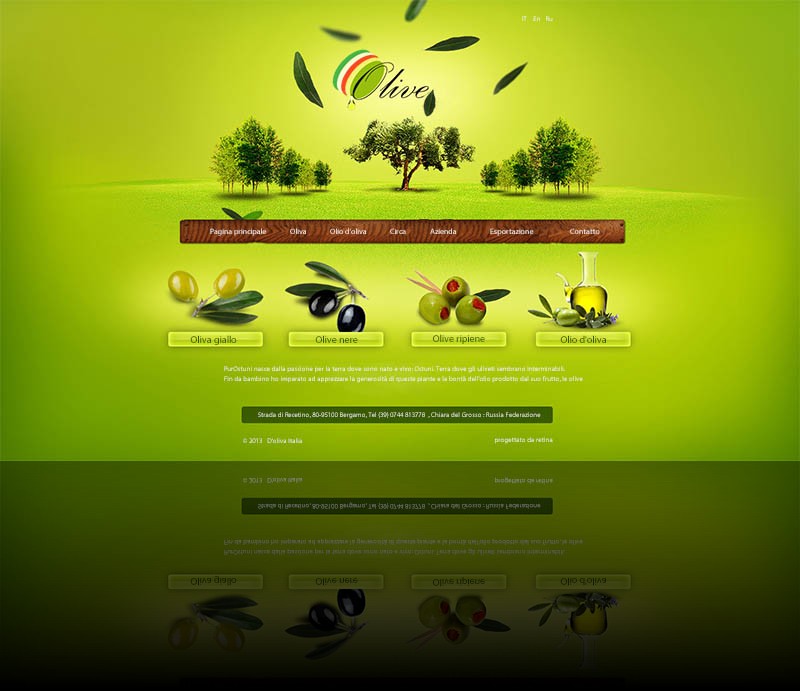 IT En Ru
Olive
Pagina principale Oliva Olio d'oliva Circa Azienda Esportazione Contatto
Oliva giallo Olive nere Olive ripiene Olio d'oliva
PurOstuni nasce dalla passione per la terra dove sono nato e vivo: Ostuni. Terra dove gli uliveti sembrano interminabili.
Fin da bambino ho imparato ad apprezzare la generosità di queste piante e la bontà dell'olio prodotto dal suo frutto, le olive
Strada di Recetino, 80-95100 Bergamo, Tel (39) 0744 813778 , Chiara del Grosso : Russia Federazione
© 2013 D'oliva Italia progettato da retina